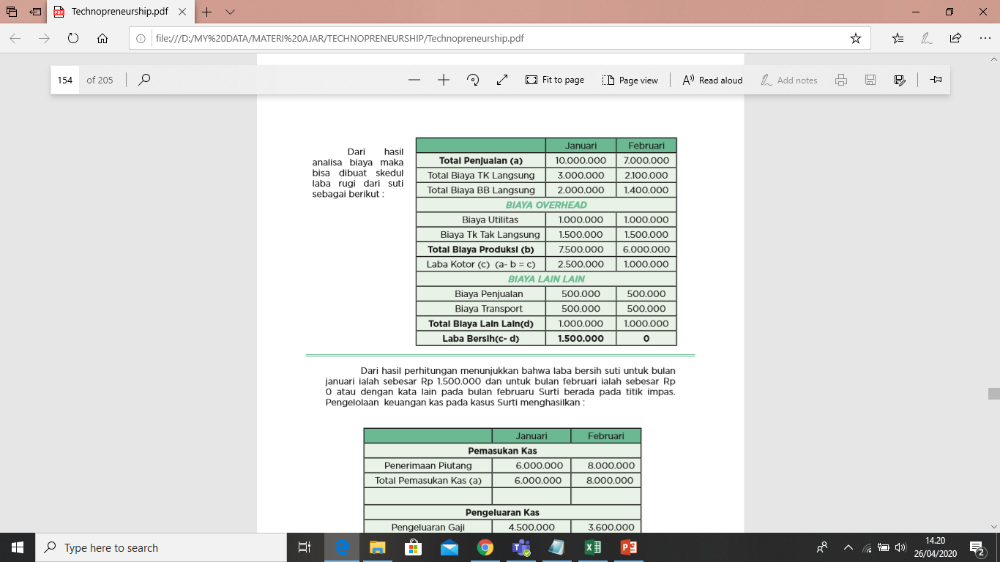 Technopreneurship.pdf
file:///D:/MY%20DATA/MATERI%20AJAR/TECHNOPRENEURSHIP/Technopreneurship.pdf
154 of 205 Fit to page Page view Read aloud Add notes
Dari hasil
analisa biaya maka
bisa dibuat skedul
laba rugi dari suti
sebagai berikut :
Januari Februari
Total Penjualan (a) 10.000.000 7.000.000
Total Biaya TK Langsung 3.000.000 2.100.000
Total Biaya BB Langsung 2.000.000 1.400.000
BIAYA OVERHEAD
Biaya Utilitas 1.000.000 1.000.000
Biaya Tk Tak Langsung 1.500.000 1.500.000
Total Biaya Produksi (b) 7.500.000 6.000.000
Laba Kotor (c) (a- b = c) 2.500.000 1.000.000
BIAYA LAIN LAIN
Biaya Penjualan 500.000 500.000
Biaya Transport 500.000 500.000
Total Biaya Lain Lain(d) 1.000.000 1.000.000
Laba Bersih(c- d) 1.500.000 0
Dari hasil perhitungan menunjukkan bahwa laba bersih suti untuk bulan
januari ialah sebesar Rp 1.500.000 dan untuk bulan februari ialah sebesar Rp
0 atau dengan kata lain pada bulan februaru Surti berada pada titik impas.
Pengelolaan keuangan kas pada kasus Surti menghasilkan :
Januari Februari
Pemasukan Kas
Penerimaan Piutang 6.000.000 8.000.000
Total Pemasukan Kas (a) 6.000.000 8.000.000
Pengeluaran Kas
Pengeluaran Gaji 4.500.000 3.600.000
Type here to search
14.20
26/04/2020
2